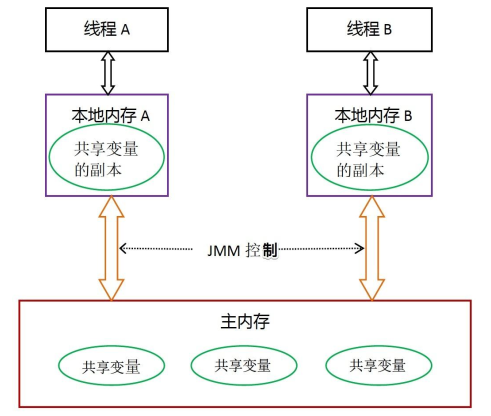 线程 A
线程 B
本地内存 A
本地内存 B
共享变量
的副本
共享变量
的副本
JMM 控制
主内存
共享变量
共享变量
共享变量